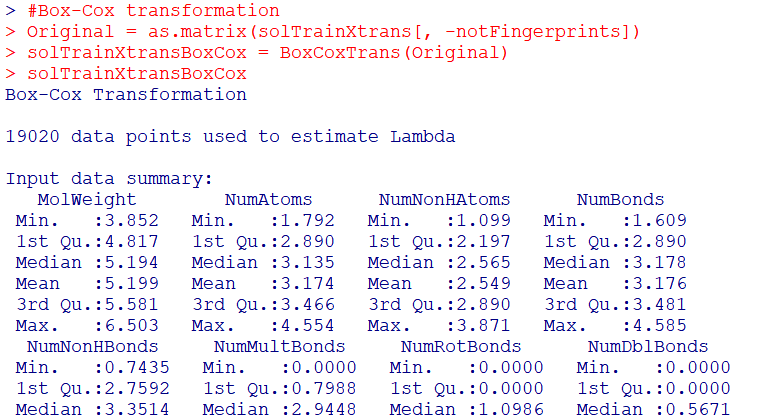 > #Box-Cox transformation
> Original = as.matrix(solTrainXtrans[, -notFingerprints])
> solTrainXtransBoxCox = BoxCoxTrans(Original)
> solTrainXtransBoxCox
Box-Cox Transformation
19020 data points used to estimate Lambda
Input data summary:
MolWeight NumAtoms NumNonHAtoms NumBonds
Min. :3.852 Min. :1.792 Min. :1.099 Min. :1.609
1st Qu.:4.817 1st Qu.:2.890 1st Qu.:2.197 1st Qu.:2.890
Median :5.194 Median :3.135 Median :2.565 Median :3.178
Mean :5.199 Mean :3.174 Mean :2.549 Mean :3.176
3rd Qu.:5.581 3rd Qu.:3.466 3rd Qu.:2.890 3rd Qu.:3.481
Max. :6.503 Max. :4.554 Max. :3.871 Max. :4.585
NumNonHBonds NumMultBonds NumRotBonds NumDblBonds
Min. :0.7435 Min. :0.0000 Min. :0.0000 Min. :0.0000
1st Qu.:2.7592 1st Qu.:0.7988 1st Qu.:0.0000 1st Qu.:0.0000
Median :3.3514 Median :2.9448 Median :1.0986 Median :0.5671